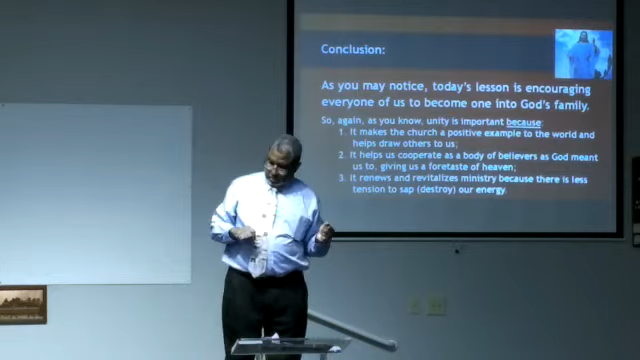 Conclusion:
As you may notice, today's lesson is encouraging
everyone of us to become one into God's family.
So, again, as you know, unity is important because:
1. It makes the church a positive example to the world and
helps draw others to us;
2. It helps us cooperate as a body of believers as God meant
us to, giving us a foretaste of heaven;
3. It renews and revitalizes ministry because there is less
tension to sap (destroy) our energy.